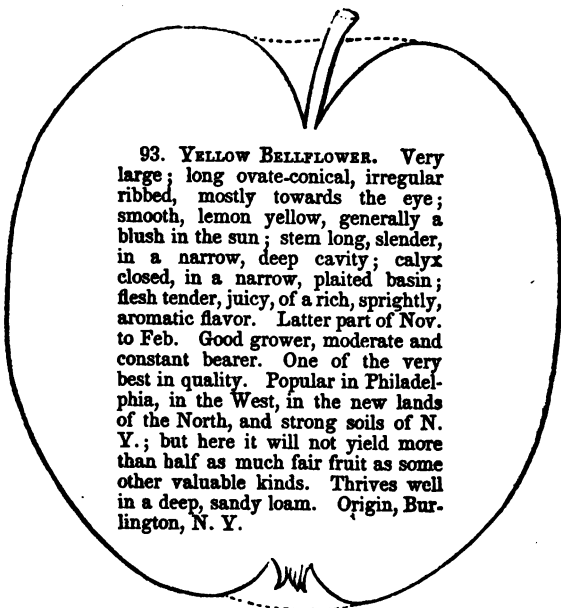 93. YELLOW BELLFLOWER. Very
large; long ovate-conical, irregular
ribbed, mostly towards the eye;
smooth, lemon yellow, generally a
blush in the sun; stem long, slender,
in a narrow, deep cavity; calyx
closed, in a narrow, plaited basin;
flesh tender, juicy, of a rich, sprightly,
aromatic flavor. Latter part of Nov.
to Feb. Good grower, moderate and
constant bearer. One of the very
best in quality. Popular in Philadel-
phia, in the West, in the new lands
of the North, and strong soils of N.
Y.; but here it will not yield more
than half as much fair fruit as some
other valuable kinds. Thrives well
in a deep, sandy loam. Origin, Bur-
lington, N. Y.